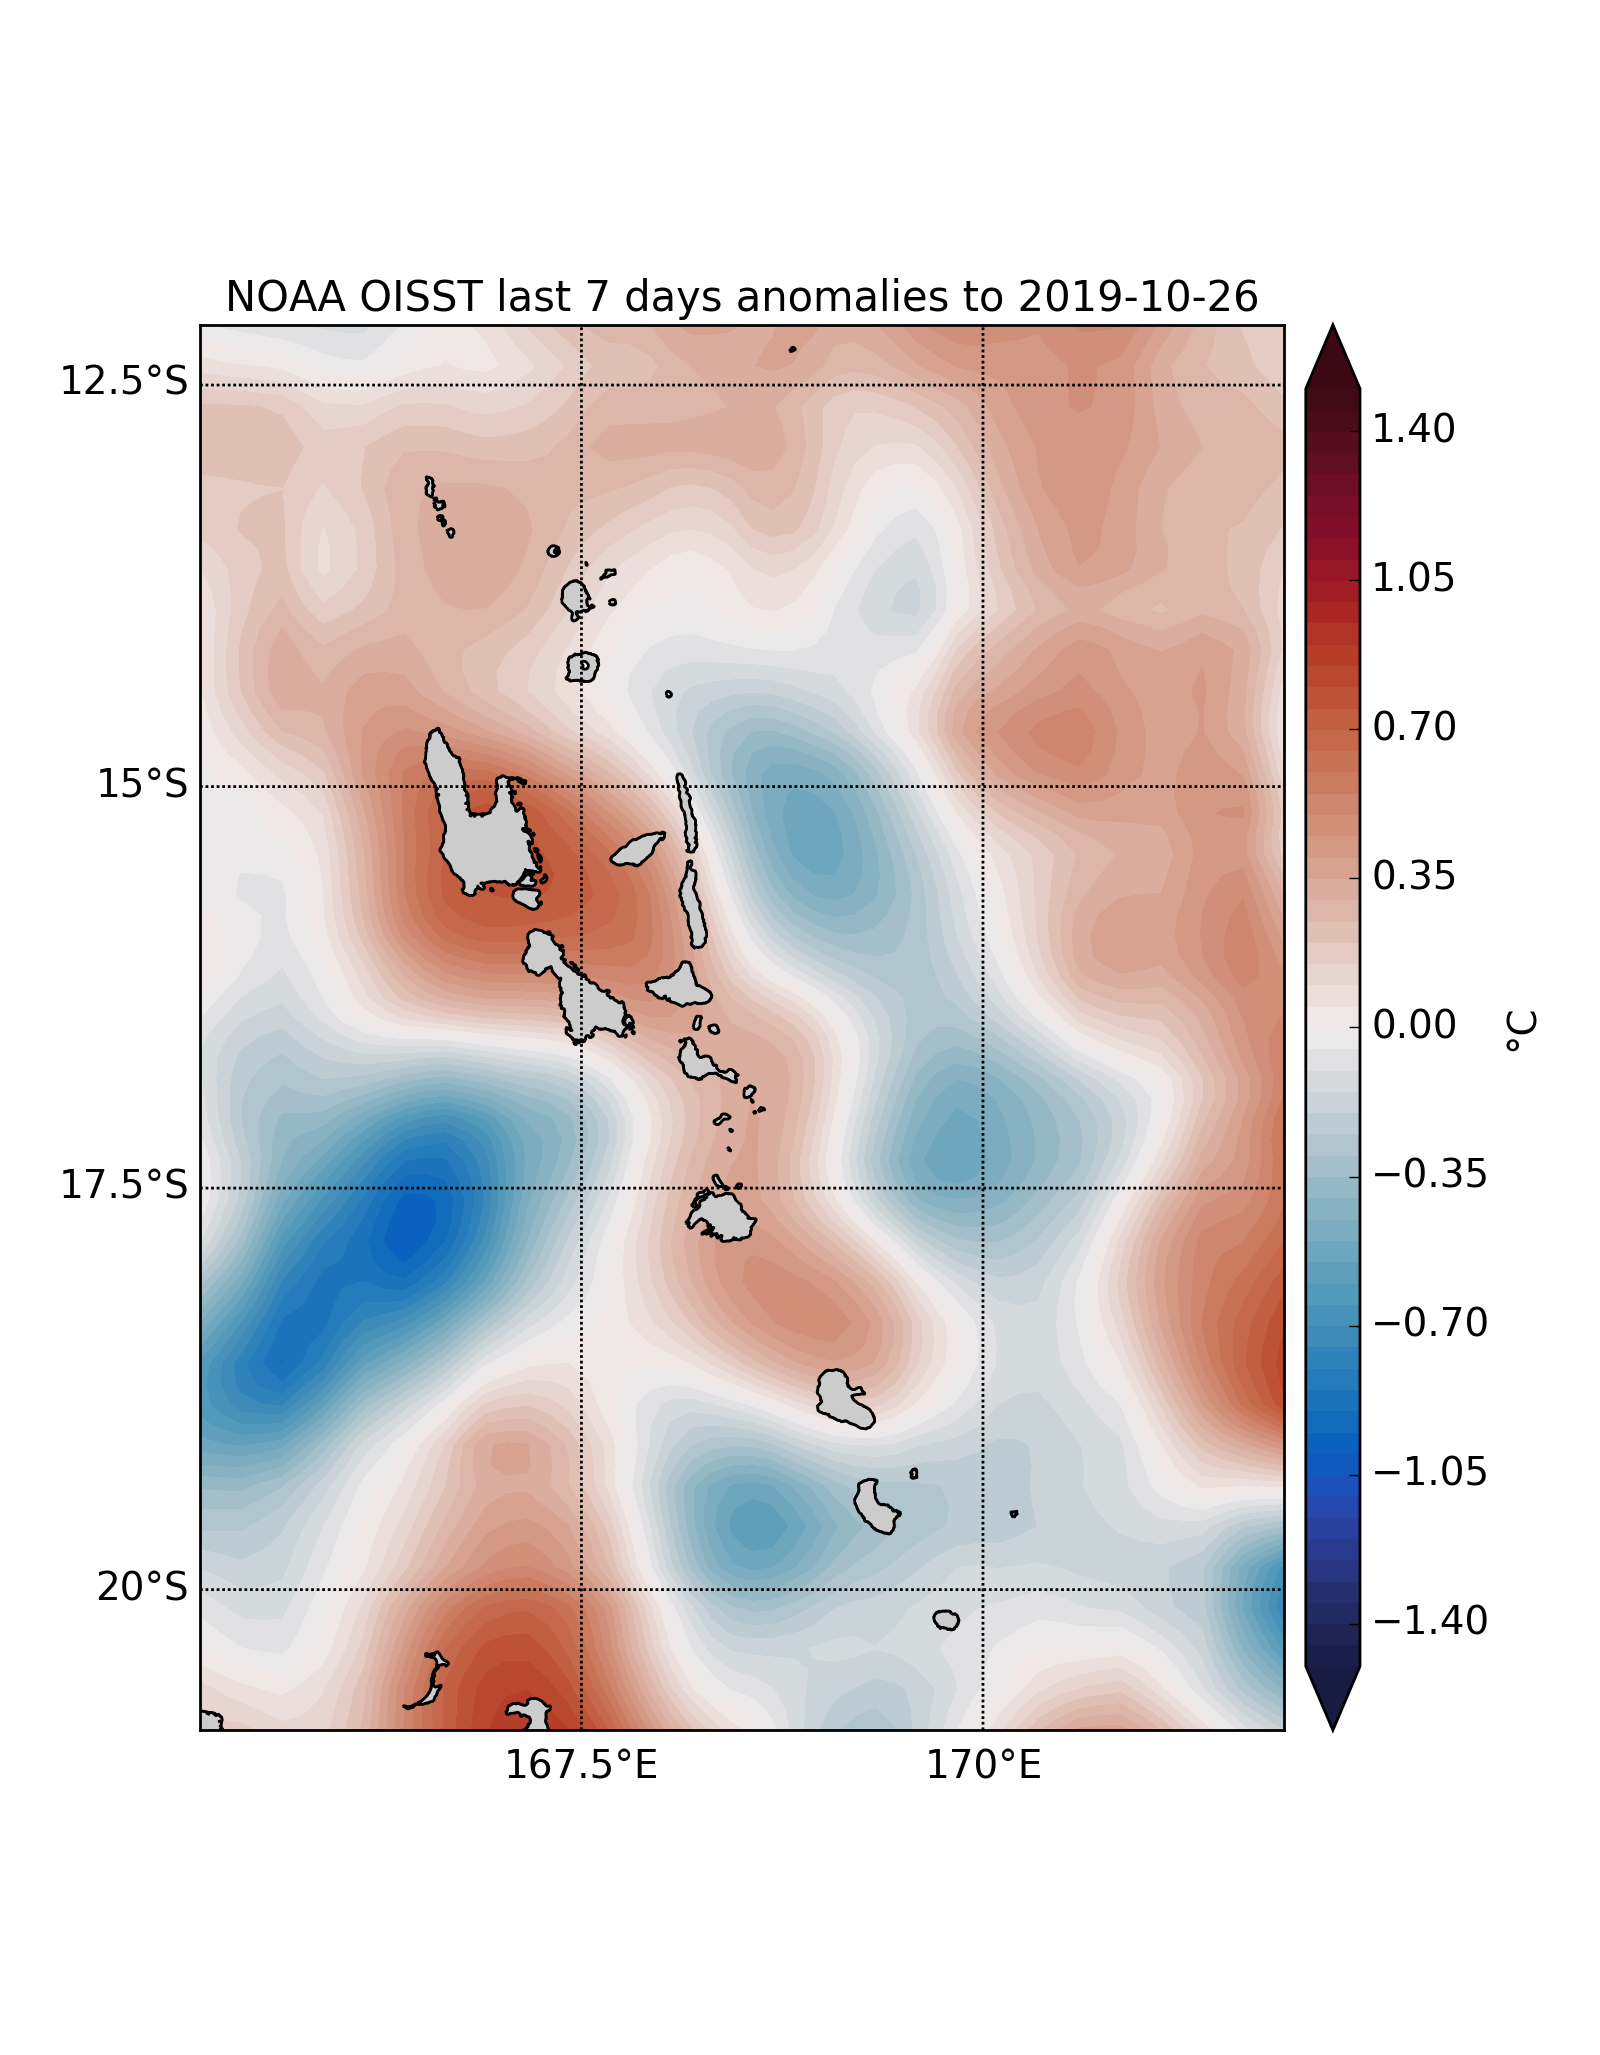 NOAA OISST last 7 days anomalies to 2019-10-26
12.5°S
15°S
17.5°S
20°S
167.5°E
170°E
1.40
1.05
0.70
0.35
0.00
−0.35
−0.70
−1.05
−1.40
°C